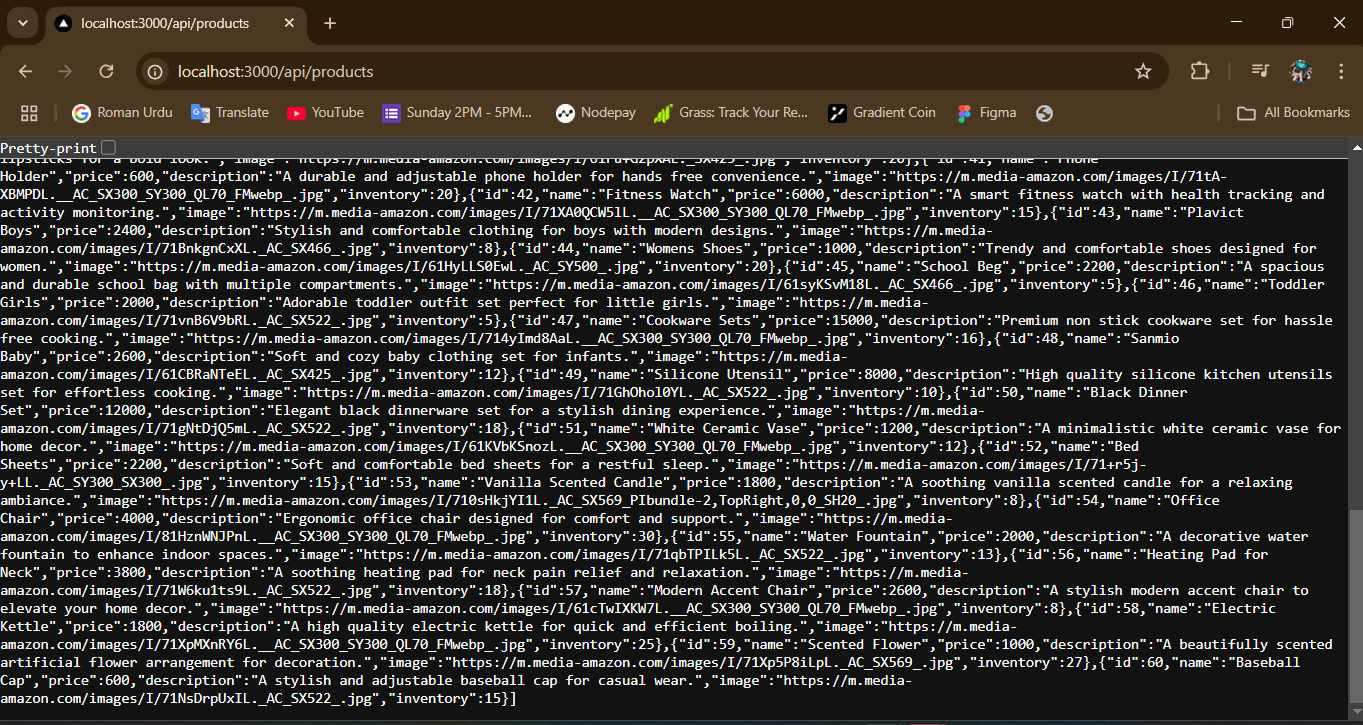 localhost:3000/api/products
localhost:3000/api/products
Roman Urdu
Translate
YouTube
Sunday 2PM - 5PM...
Nodepay
Grass: Track Your Re...
Gradient Coin
Figma
All Bookmarks
Pretty-print
lipsticks for a bold look.","image":"https://m.media-amazon.com/images/I/61Fu+G2pXAL._SX425_.jpg","inventory":20},{"id":41,"name":"Phone
Holder","price":600,"description":"A durable and adjustable phone holder for hands free convenience.","image":"https://m.media-amazon.com/images/I/71tA-
XBMPDL.__AC_SX300_SY300_QL70_FMwebp_.jpg","inventory":20},{"id":42,"name":"Fitness Watch","price":6000,"description":"A smart fitness watch with health tracking and
activity monitoring.","image":"https://m.media-amazon.com/images/I/71XA0QCW5lL.__AC_SX300_SY300_QL70_FMwebp_.jpg","inventory":15},{"id":43,"name":"Plavict
Boys","price":2400,"description":"Stylish and comfortable clothing for boys with modern designs.","image":"https://m.media-
amazon.com/images/I/71BnkgnCxXL._AC_SX466_.jpg","inventory":8},{"id":44,"name":"Womens Shoes","price":1000,"description":"Trendy and comfortable shoes designed for
women.","image":"https://m.media-amazon.com/images/I/61HyLLS0EwL._AC_SY500_.jpg","inventory":20},{"id":45,"name":"School Beg","price":2200,"description":"A spacious
and durable school bag with multiple compartments.","image":"https://m.media-amazon.com/images/I/61syKSvM18L._AC_SX466_.jpg","inventory":5},{"id":46,"name":"Toddler
Girls","price":2000,"description":"Adorable toddler outfit set perfect for little girls.","image":"https://m.media-
amazon.com/images/I/71vnB6V9bRL._AC_SX522_.jpg","inventory":5},{"id":47,"name":"Cookware Sets","price":15000,"description":"Premium non stick cookware set for hassle
free cooking.","image":"https://m.media-amazon.com/images/I/714yImd8AaL.__AC_SX300_SY300_QL70_FMwebp_.jpg","inventory":16},{"id":48,"name":"Sanmio
Baby","price":2600,"description":"Soft and cozy baby clothing set for infants.","image":"https://m.media-
amazon.com/images/I/61CBRaNTeEL._AC_SX425_.jpg","inventory":12},{"id":49,"name":"Silicone Utensil","price":8000,"description":"High quality silicone kitchen utensils
set for effortless cooking.","image":"https://m.media-amazon.com/images/I/71GhOhol0YL._AC_SX522_.jpg","inventory":10},{"id":50,"name":"Black Dinner
Set","price":12000,"description":"Elegant black dinnerware set for a stylish dining experience.","image":"https://m.media-
amazon.com/images/I/71gNtDjQ5mL._AC_SX522_.jpg","inventory":18},{"id":51,"name":"White Ceramic Vase","price":1200,"description":"A minimalistic white ceramic vase for
home decor.","image":"https://m.media-amazon.com/images/I/61KVbKSnozL.__AC_SX300_SY300_QL70_FMwebp_.jpg","inventory":12},{"id":52,"name":"Bed
Sheets","price":2200,"description":"Soft and comfortable bed sheets for a restful sleep.","image":"https://m.media-amazon.com/images/I/71+r5j-
y+LL._AC_SY300_SX300_.jpg","inventory":15},{"id":53,"name":"Vanilla Scented Candle","price":1800,"description":"A soothing vanilla scented candle for a relaxing
ambiance.","image":"https://m.media-amazon.com/images/I/710sHkjYI1L._AC_SX569_PIbundle-2,TopRight,0,0_SH20_.jpg","inventory":8},{"id":54,"name":"Office
Chair","price":4000,"description":"Ergonomic office chair designed for comfort and support.","image":"https://m.media-
amazon.com/images/I/81HznWNJPnL.__AC_SX300_SY300_QL70_FMwebp_.jpg","inventory":30},{"id":55,"name":"Water Fountain","price":2000,"description":"A decorative water
fountain to enhance indoor spaces.","image":"https://m.media-amazon.com/images/I/71qbTPILk5L._AC_SX522_.jpg","inventory":13},{"id":56,"name":"Heating Pad for
Neck","price":3800,"description":"A soothing heating pad for neck pain relief and relaxation.","image":"https://m.media-
amazon.com/images/I/71W6ku1ts9L._AC_SX522_.jpg","inventory":18},{"id":57,"name":"Modern Accent Chair","price":2600,"description":"A stylish modern accent chair to
elevate your home decor.","image":"https://m.media-amazon.com/images/I/61cTwIXKW7L.__AC_SX300_SY300_QL70_FMwebp_.jpg","inventory":8},{"id":58,"name":"Electric
Kettle","price":1800,"description":"A high quality electric kettle for quick and efficient boiling.","image":"https://m.media-
amazon.com/images/I/71XpMXnRY6L.__AC_SX300_SY300_QL70_FMwebp_.jpg","inventory":25},{"id":59,"name":"Scented Flower","price":1000,"description":"A beautifully scented
artificial flower arrangement for decoration.","image":"https://m.media-amazon.com/images/I/71Xp5P8iLpL._AC_SX569_.jpg","inventory":27},{"id":60,"name":"Baseball
Cap","price":600,"description":"A stylish and adjustable baseball cap for casual wear.","image":"https://m.media-
amazon.com/images/I/71NsDrpUxIL._AC_SX522_.jpg","inventory":15}]